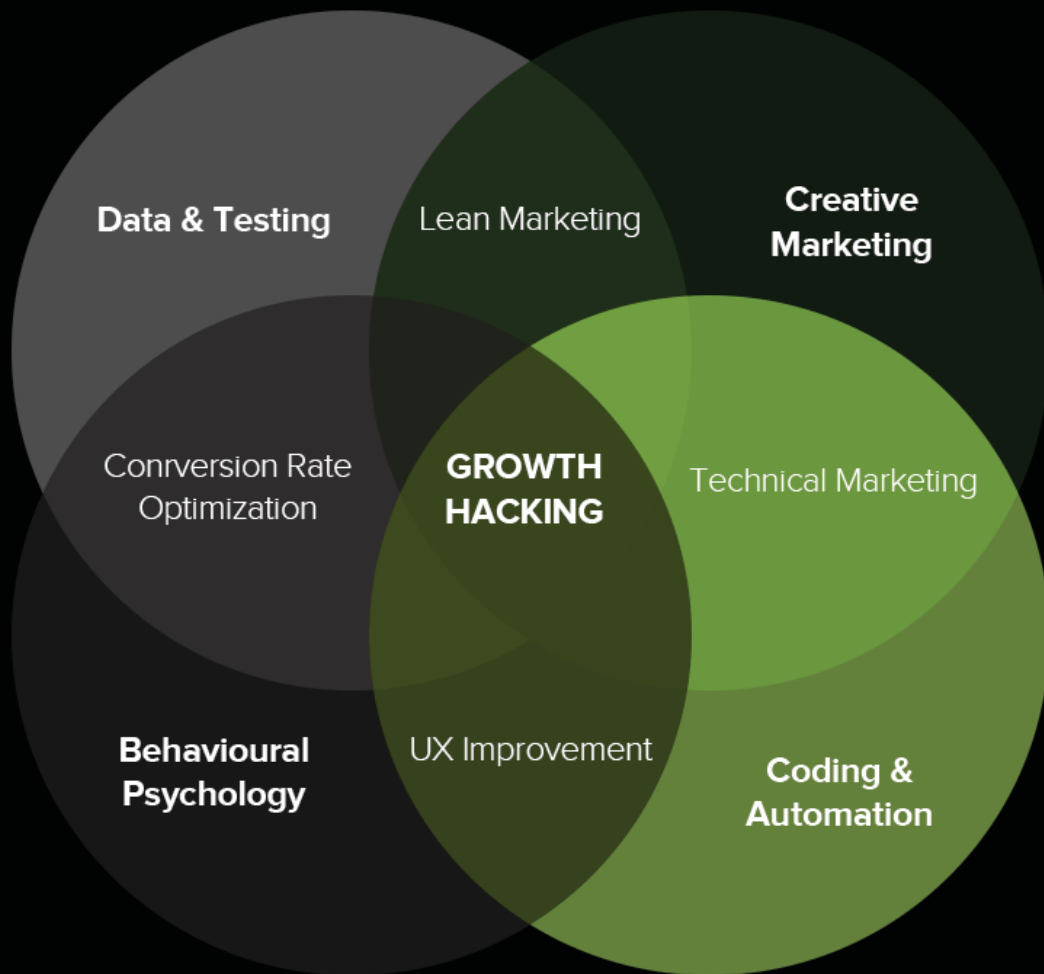 Data & Testing
Lean Marketing
Creative
Marketing
Conrversion Rate
Optimization
GROWTH
HACKING
Technical Marketing
Behavioural
Psychology
UX Improvement
Coding &
Automation